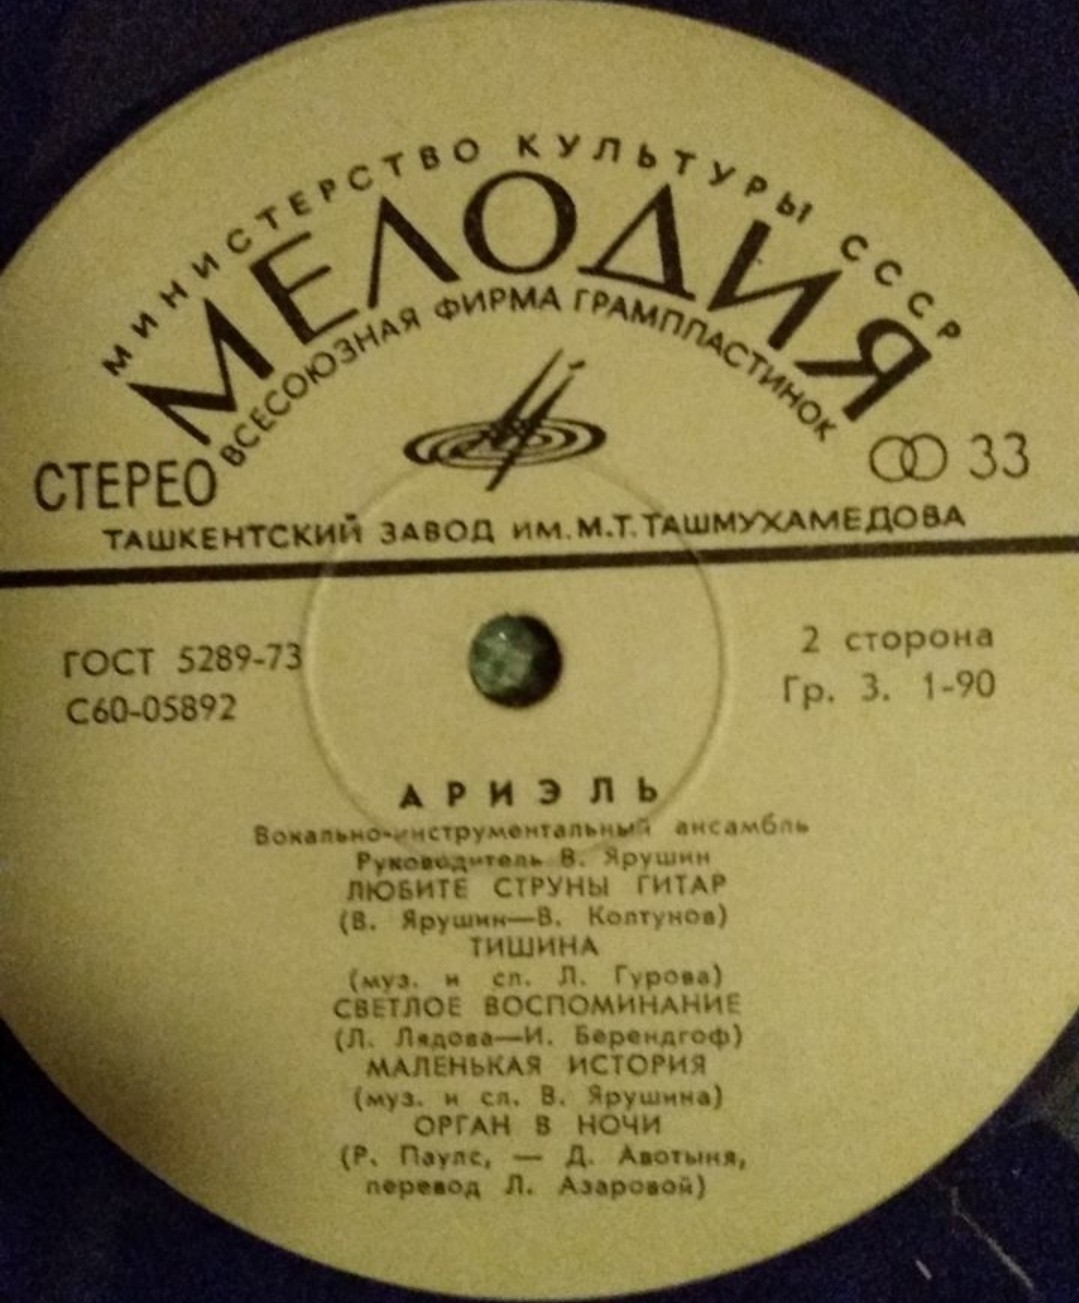 МИНИСТЕРСТВО КУЛЬТУРЫ СССР
МЕЛОДИЯ
ВСЕСОЮЗНАЯ ФИРМА ГРАМПЛАСТИНОК
СТЕРЕО
33
ТАШКЕНТСКИЙ ЗАВОД ИМ. М.Т. ТАШМУХАМЕДОВА
ГОСТ 5289-73
С60-05892
2 сторона
Гр. 3. 1-90
АРИЭЛЬ
Вокально-инструментальный ансамбль
Руководитель В. Ярушин
ЛЮБИТЕ СТРУНЫ ГИТАР
(В. Ярушин—В. Колтунов)
ТИШИНА
(муз. и сл. Л. Гурова)
СВЕТЛОЕ ВОСПОМИНАНИЕ
(Л. Лядова—И. Берендгоф)
МАЛЕНЬКАЯ ИСТОРИЯ
(муз. и сл. В. Ярушина)
ОРГАН В НОЧИ
(Р. Паулс, — Д. Авотыня,
перевод Л. Азаровой)